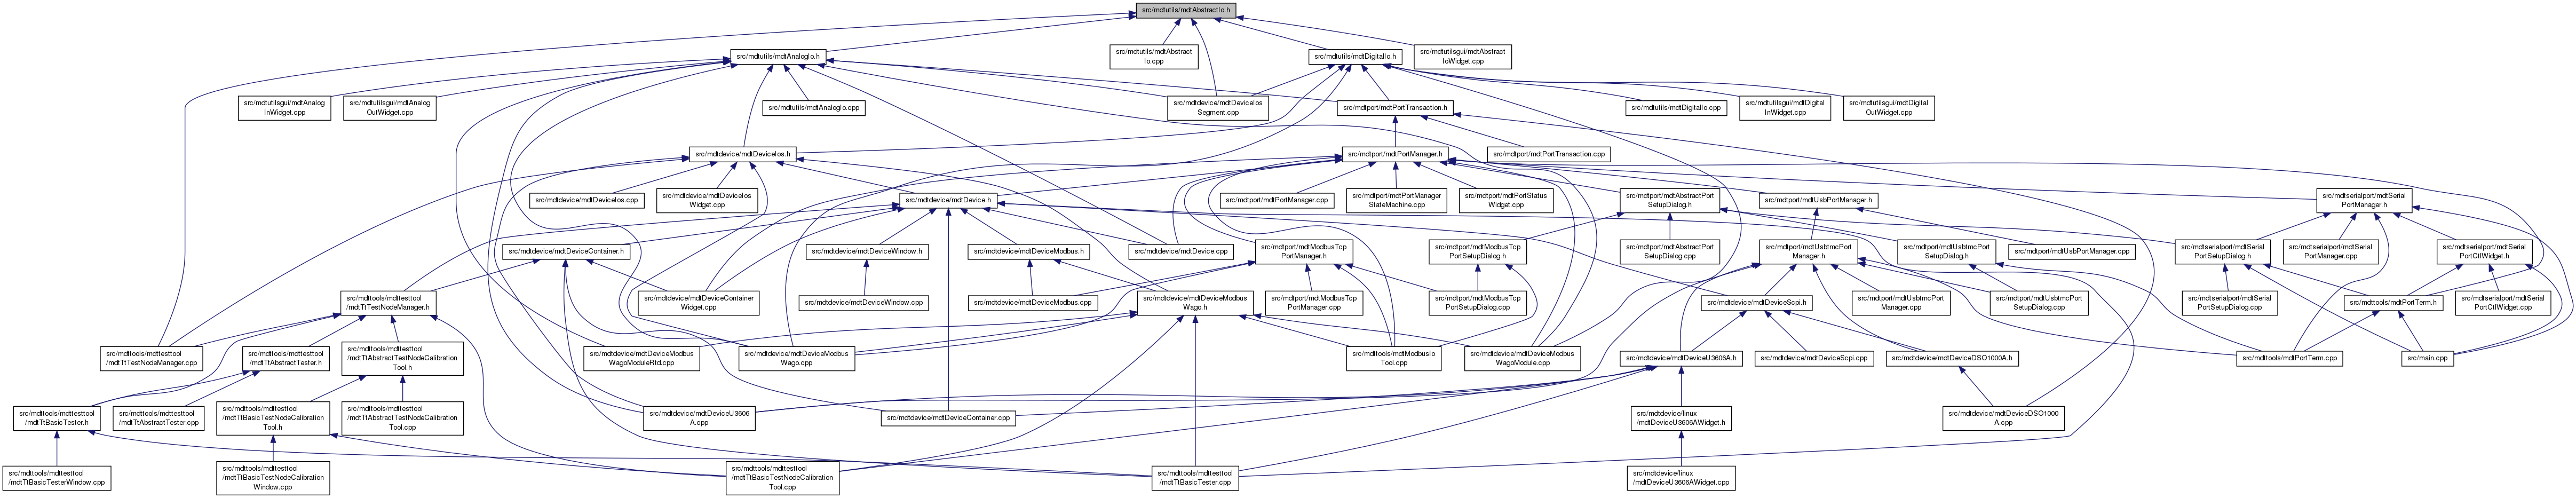 src/mdtutils/mdtAbstractIo.h
src/mdtutils/mdtAnalogIo.h
src/mdtutils/mdtAbstract
Io.cpp
src/mdtutils/mdtDigitalIo.h
src/mdtutilsgui/mdtAbstract
IoWidget.cpp
src/mdtutilsgui/mdtAnalog
InWidget.cpp
src/mdtutilsgui/mdtAnalog
OutWidget.cpp
src/mdtutils/mdtAnalogIo.cpp
src/mdtdevice/mdtDeviceIos
Segment.cpp
src/mdtport/mdtPortTransaction.h
src/mdtutils/mdtDigitalIo.cpp
src/mdtutilsgui/mdtDigital
InWidget.cpp
src/mdtutilsgui/mdtDigital
OutWidget.cpp
src/mdtdevice/mdtDeviceIos.h
src/mdtport/mdtPortManager.h
src/mdtport/mdtPortTransaction.cpp
src/mdtdevice/mdtDeviceIos.cpp
src/mdtdevice/mdtDeviceIos
Widget.cpp
src/mdtdevice/mdtDevice.h
src/mdtport/mdtPortManager.cpp
src/mdtport/mdtPortManager
StateMachine.cpp
src/mdtport/mdtPortStatus
Widget.cpp
src/mdtport/mdtAbstractPort
SetupDialog.h
src/mdtport/mdtUsbPortManager.h
src/mdtserialport/mdtSerial
PortManager.h
src/mdtdevice/mdtDeviceContainer.h
src/mdtdevice/mdtDeviceWindow.h
src/mdtdevice/mdtDeviceModbus.h
src/mdtdevice/mdtDevice.cpp
src/mdtport/mdtModbusTcp
PortManager.h
src/mdtport/mdtModbusTcp
PortSetupDialog.h
src/mdtport/mdtAbstractPort
SetupDialog.cpp
src/mdtport/mdtUsbtmcPort
Manager.h
src/mdtport/mdtUsbtmcPort
SetupDialog.h
src/mdtport/mdtUsbPortManager.cpp
src/mdtserialport/mdtSerial
PortSetupDialog.h
src/mdtserialport/mdtSerial
PortManager.cpp
src/mdtserialport/mdtSerial
PortCtlWidget.h
src/mdttools/mdttesttool
/mdtTtTestNodeManager.h
src/mdtdevice/mdtDeviceContainer
Widget.cpp
src/mdtdevice/mdtDeviceWindow.cpp
src/mdtdevice/mdtDeviceModbus.cpp
src/mdtdevice/mdtDeviceModbus
Wago.h
src/mdtport/mdtModbusTcp
PortManager.cpp
src/mdtport/mdtModbusTcp
PortSetupDialog.cpp
src/mdtdevice/mdtDeviceScpi.h
src/mdtport/mdtUsbtmcPort
Manager.cpp
src/mdtport/mdtUsbtmcPort
SetupDialog.cpp
src/mdtserialport/mdtSerial
PortSetupDialog.cpp
src/mdttools/mdtPortTerm.h
src/mdtserialport/mdtSerial
PortCtlWidget.cpp
src/mdttools/mdttesttool
/mdtTtTestNodeManager.cpp
src/mdttools/mdttesttool
/mdtTtAbstractTester.h
src/mdttools/mdttesttool
/mdtTtAbstractTestNodeCalibration
Tool.h
src/mdtdevice/mdtDeviceModbus
WagoModuleRtd.cpp
src/mdtdevice/mdtDeviceModbus
Wago.cpp
src/mdttools/mdtModbusIo
Tool.cpp
src/mdtdevice/mdtDeviceModbus
WagoModule.cpp
src/mdtdevice/mdtDeviceU3606A.h
src/mdtdevice/mdtDeviceScpi.cpp
src/mdtdevice/mdtDeviceDSO1000A.h
src/mdttools/mdtPortTerm.cpp
src/main.cpp
src/mdttools/mdttesttool
/mdtTtBasicTester.h
src/mdttools/mdttesttool
/mdtTtAbstractTester.cpp
src/mdttools/mdttesttool
/mdtTtBasicTestNodeCalibration
Tool.h
src/mdttools/mdttesttool
/mdtTtAbstractTestNodeCalibration
Tool.cpp
src/mdtdevice/mdtDeviceU3606
A.cpp
src/mdtdevice/mdtDeviceContainer.cpp
src/mdtdevice/linux
/mdtDeviceU3606AWidget.h
src/mdtdevice/mdtDeviceDSO1000
A.cpp
src/mdttools/mdttesttool
/mdtTtBasicTesterWindow.cpp
src/mdttools/mdttesttool
/mdtTtBasicTestNodeCalibration
Window.cpp
src/mdttools/mdttesttool
/mdtTtBasicTestNodeCalibration
Tool.cpp
src/mdttools/mdttesttool
/mdtTtBasicTester.cpp
src/mdtdevice/linux
/mdtDeviceU3606AWidget.cpp